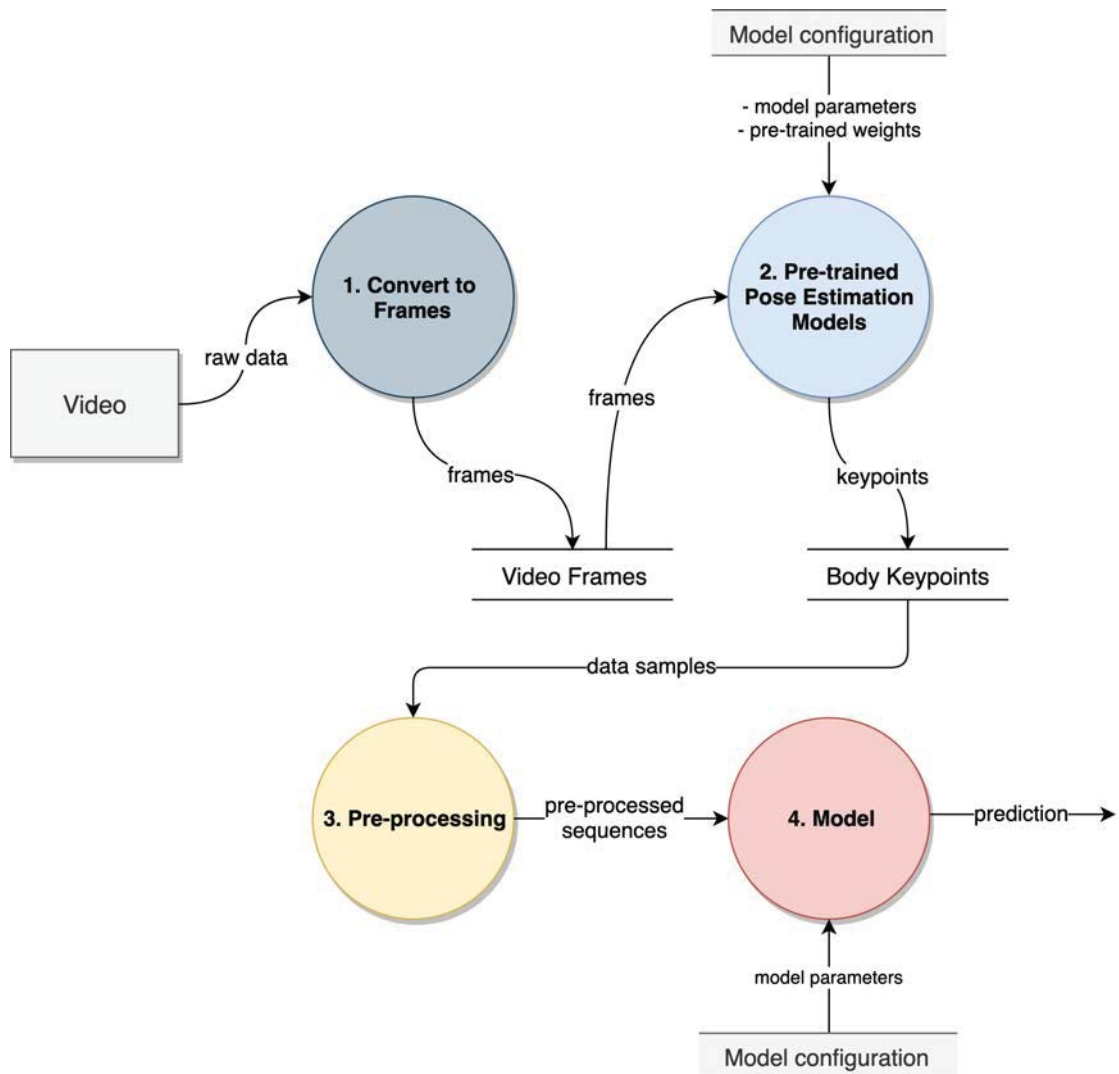 Model configuration
- model parameters
- pre-trained weights
1. Convert to
Frames
2. Pre-trained
Pose Estimation
Models
raw data
Video
frames
frames
keypoints
Video Frames
Body Keypoints
data samples
3. Pre-processing
pre-processed
sequences
4. Model
prediction
model parameters
Model configuration